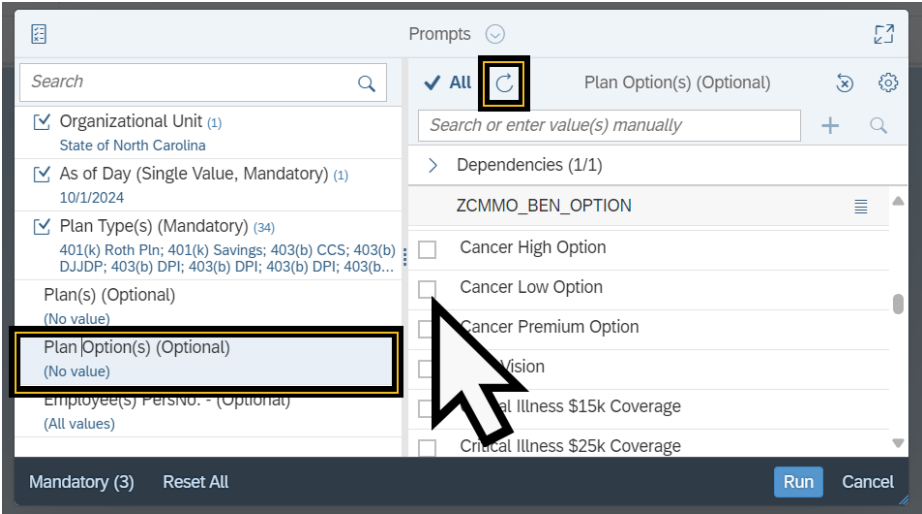 Prompts
Search
All
Plan Option(s) (Optional)
Organizational Unit (1)
State of North Carolina
As of Day (Single Value, Mandatory) (1)
10/1/2024
Plan Type(s) (Mandatory) (34)
401(k) Roth Pln; 401(k) Savings; 403(b) CCS; 403(b)
DJJDP; 403(b) DPI; 403(b) DPI; 403(b) DPI; 403(b...
Plan(s) (Optional)
(No value)
Plan Option(s) (Optional)
(No value)
Employee(s) PersNo. - (Optional)
(All values)
Search or enter value(s) manually
Dependencies (1/1)
ZCMMO_BEN_OPTION
Cancer High Option
Cancer Low Option
Cancer Premium Option
Vision
Illness $15k Coverage
Critical Illness $25k Coverage
Mandatory (3)
Reset All
Run
Cancel